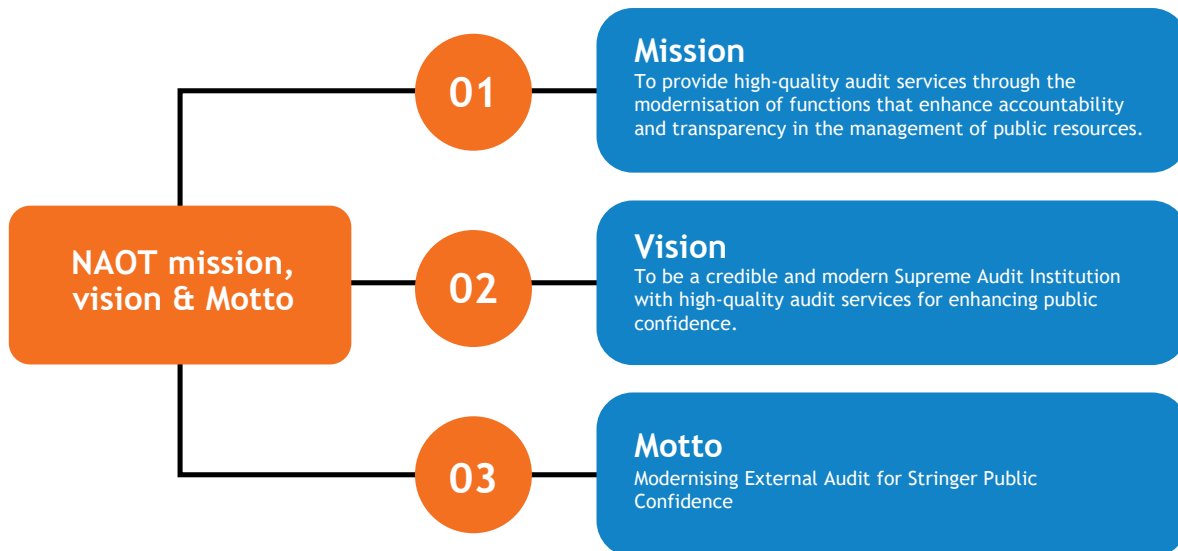 NAOT mission,
vision & Motto
01
Mission
To provide high-quality audit services through the
modernisation of functions that enhance accountability
and transparency in the management of public resources.
02
Vision
To be a credible and modern Supreme Audit Institution
with high-quality audit services for enhancing public
confidence.
03
Motto
Modernising External Audit for Stringer Public
Confidence